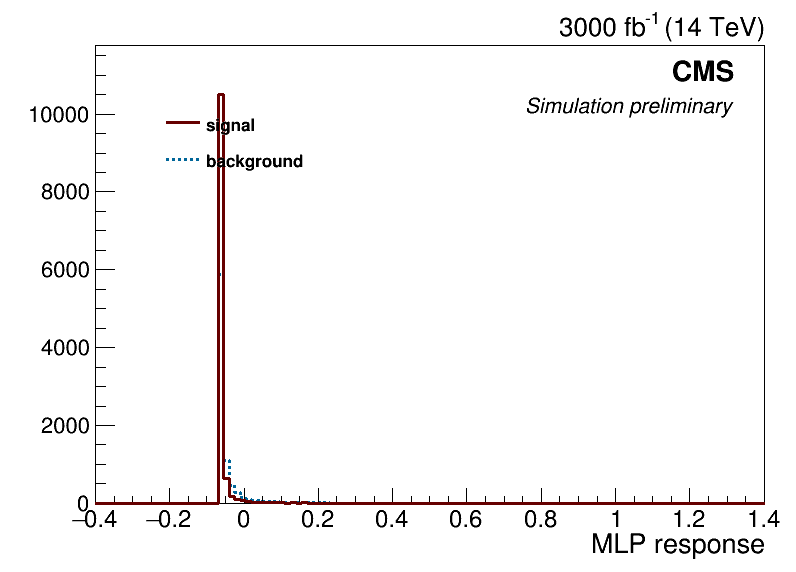 3000 fb⁻¹ (14 TeV)
CMS
Simulation preliminary
signal
background
10000
8000
6000
4000
2000
0
−0.4 −0.2 0 0.2 0.4 0.6 0.8 1 1.2 1.4
MLP response